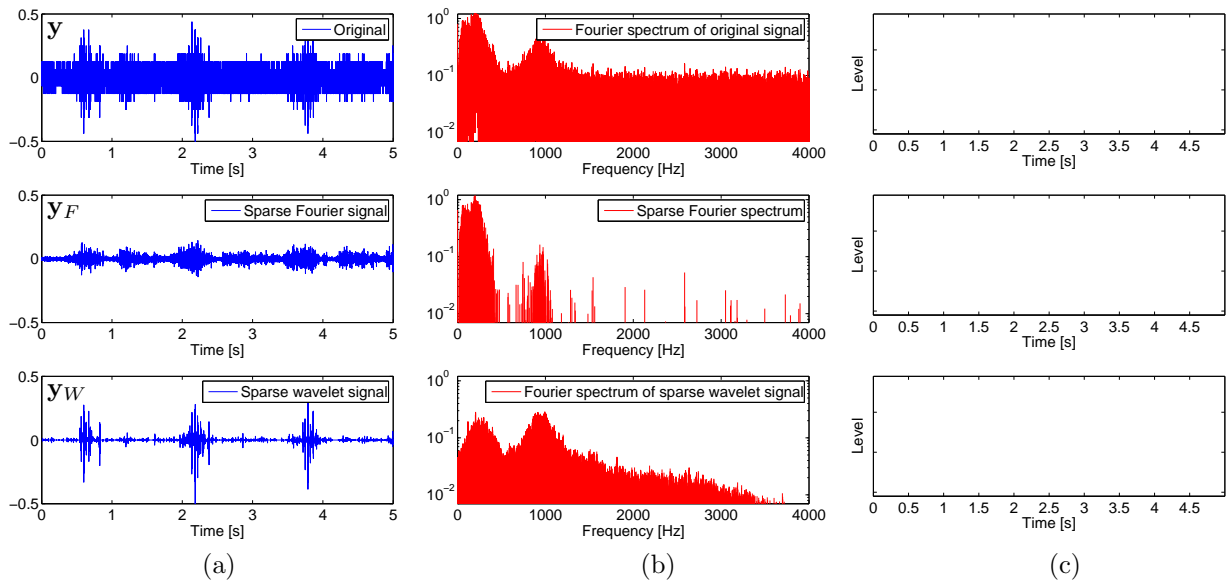 y
Original
0.5
0
−0.5
0 1 2 3 4 5
Time [s]
Fourier spectrum of original signal
10^0
10^−1
10^−2
0 1000 2000 3000 4000
Frequency [Hz]
Level
0 0.5 1 1.5 2 2.5 3 3.5 4 4.5
Time [s]
y_F
Sparse Fourier signal
0.5
0
−0.5
0 1 2 3 4 5
Time [s]
Sparse Fourier spectrum
10^0
10^−1
10^−2
0 1000 2000 3000 4000
Frequency [Hz]
Level
0 0.5 1 1.5 2 2.5 3 3.5 4 4.5
Time [s]
y_W
Sparse wavelet signal
0.5
0
−0.5
0 1 2 3 4 5
Time [s]
Fourier spectrum of sparse wavelet signal
10^0
10^−1
10^−2
0 1000 2000 3000 4000
Frequency [Hz]
Level
0 0.5 1 1.5 2 2.5 3 3.5 4 4.5
Time [s]
(a) (b) (c)